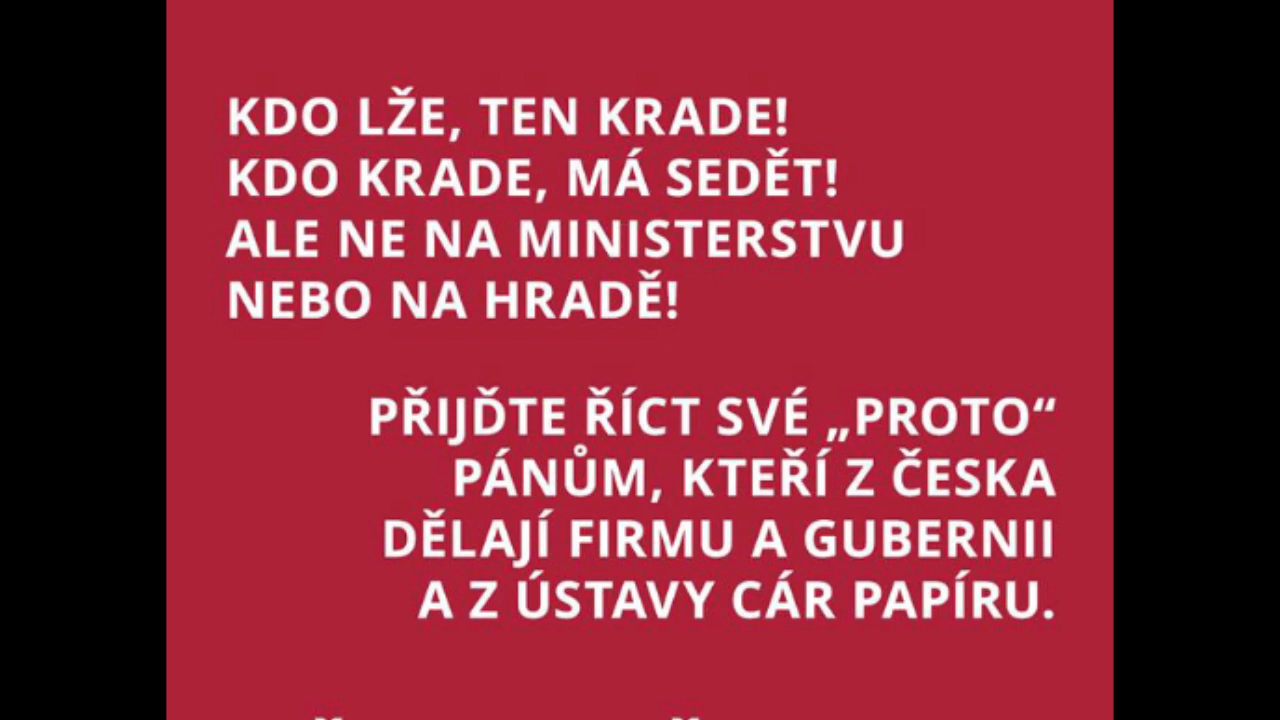 KDO LŽE, TEN KRADE!
KDO KRADE, MÁ SEDĚT!
ALE NE NA MINISTERSTVU
NEBO NA HRADĚ!
PŘIJĎTE ŘÍCT SVÉ „PROTO“
PÁNŮM, KTEŘÍ Z ČESKA
DĚLAJÍ FIRMU A GUBERNII
A Z ÚSTAVY CÁR PAPÍRU.